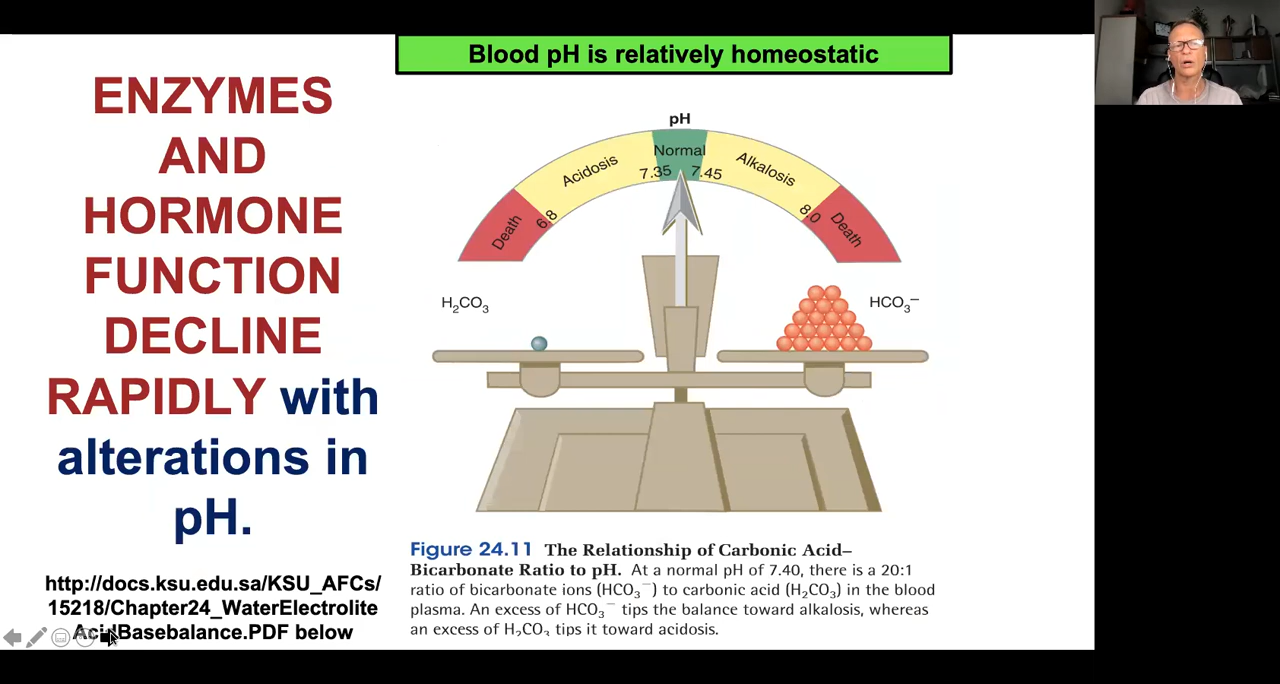 ENZYMES
AND
HORMONE
FUNCTION
DECLINE
RAPIDLY with
alterations in
pH.
http://docs.ksu.edu.sa/KSU_AFCs/
15218/Chapter24_WaterElectrolite
AcidBasebalance.PDF below
Blood pH is relatively homeostatic
pH
Normal
Acidosis
7.35 7.45
Alkalosis
Death
6.8
8.0
Death
H₂CO₃
HCO₃⁻
Figure 24.11 The Relationship of Carbonic Acid–
Bicarbonate Ratio to pH. At a normal pH of 7.40, there is a 20:1
ratio of bicarbonate ions (HCO₃⁻) to carbonic acid (H₂CO₃) in the blood
plasma. An excess of HCO₃⁻ tips the balance toward alkalosis, whereas
an excess of H₂CO₃ tips it toward acidosis.